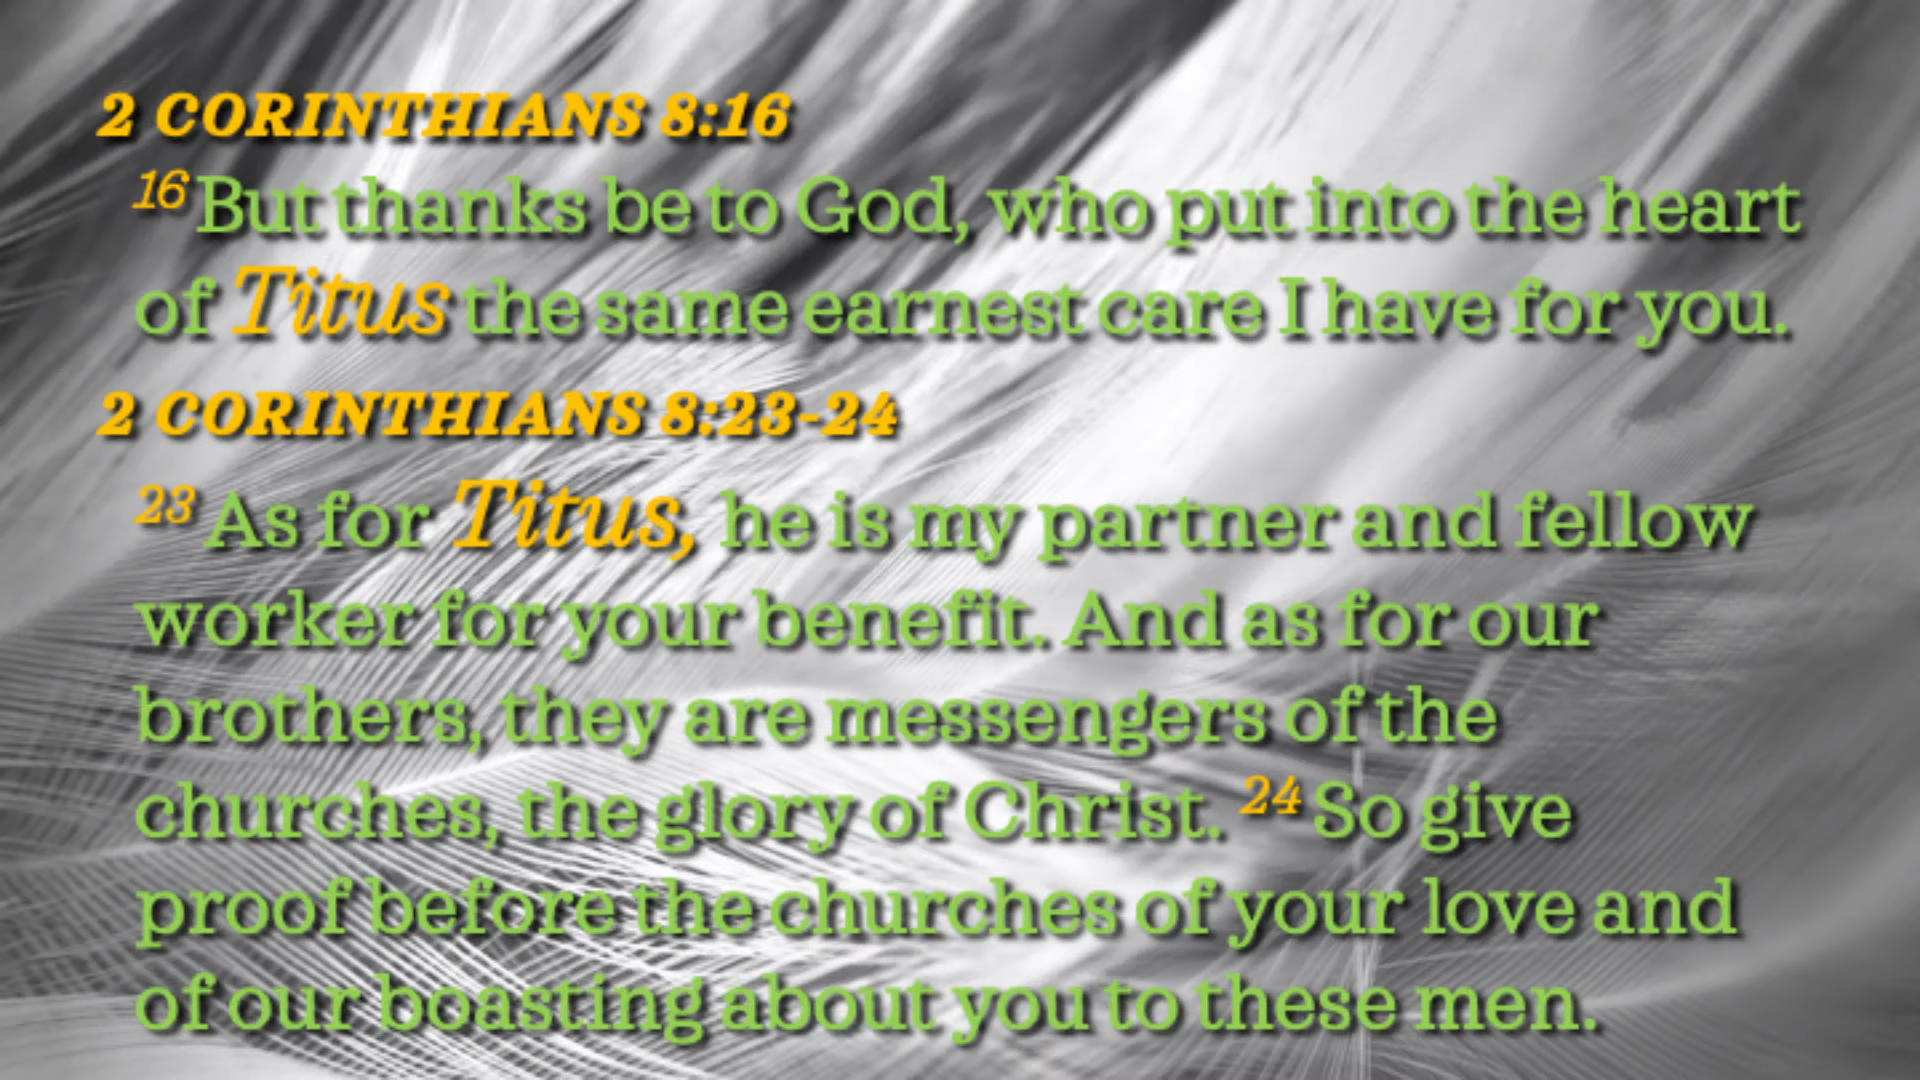 2 CORINTHIANS 8:16
16 But thanks be to God, who put into the heart
of Titus the same earnest care I have for you.
2 CORINTHIANS 8:23-24
23 As for Titus, he is my partner and fellow
worker for your benefit. And as for our
brothers, they are messengers of the
churches, the glory of Christ. 24 So give
proof before the churches of your love and
of our boasting about you to these men.